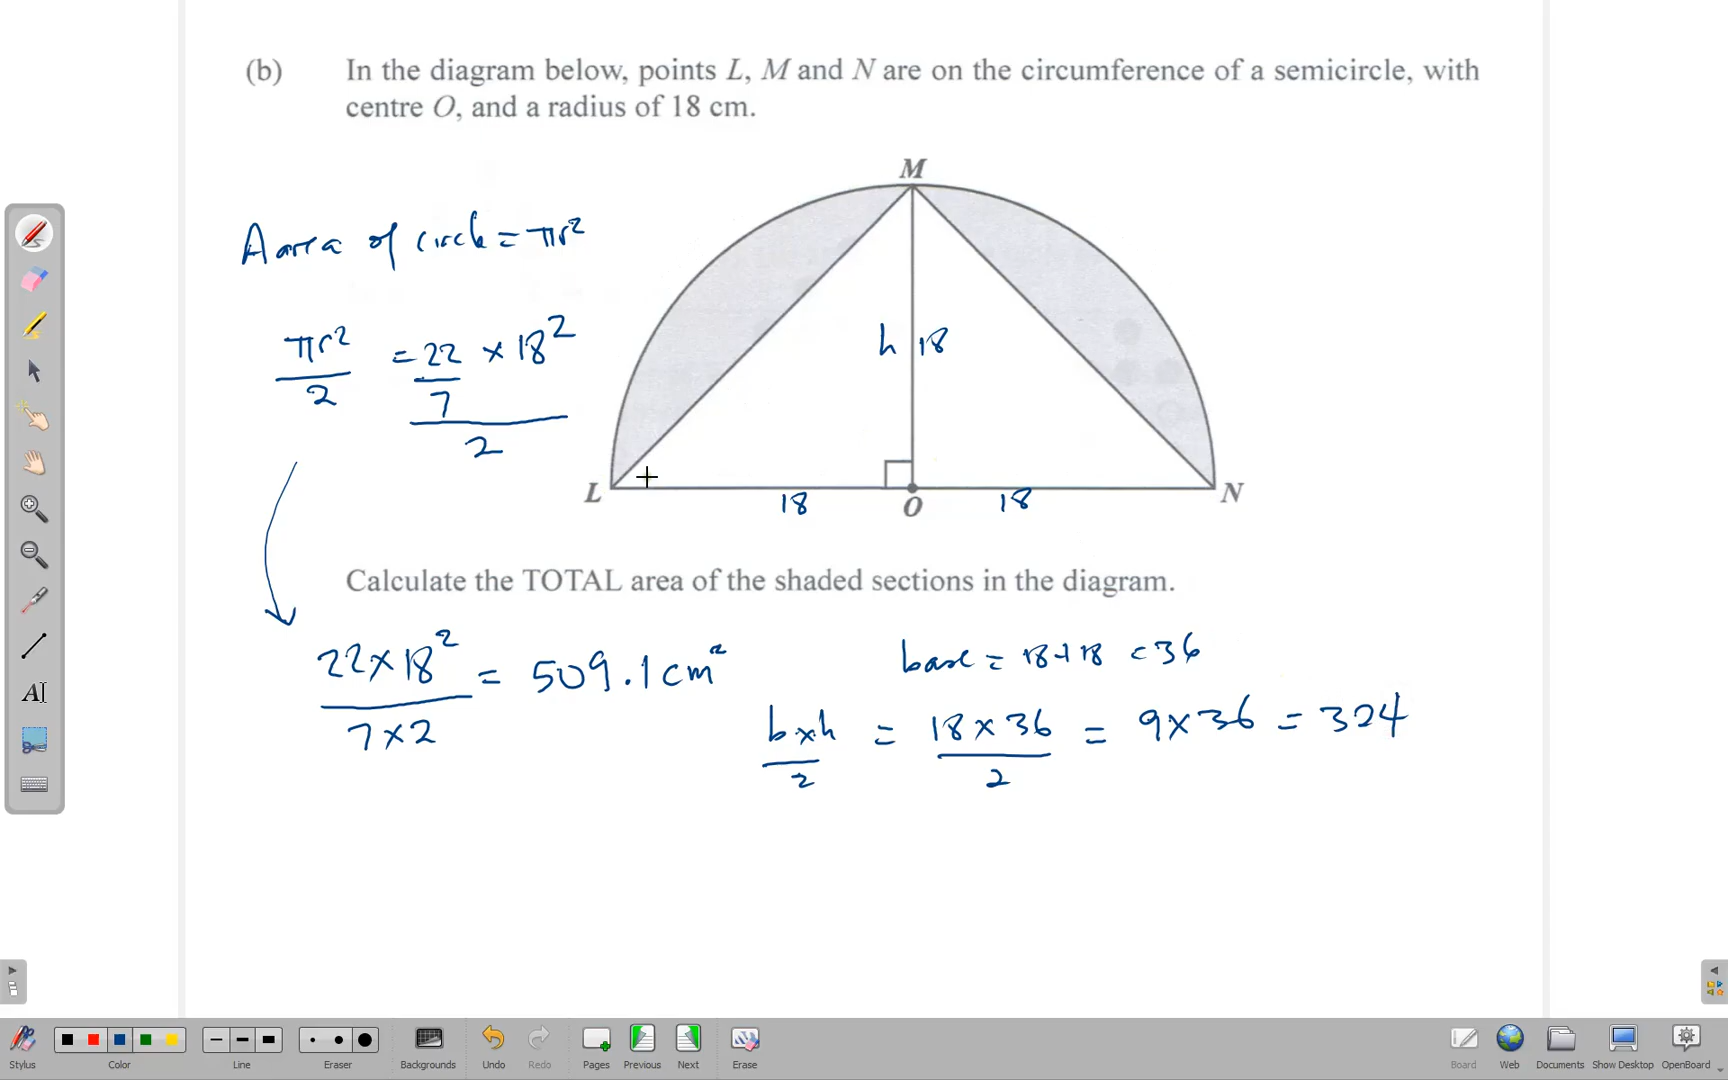 (b) In the diagram below, points L, M and N are on the circumference of a semicircle, with
centre O, and a radius of 18 cm.
M
A area of circle = πr²
πr²/2 = 22/7 × 18² / 2
h 18
L 18 O 18 N
Calculate the TOTAL area of the shaded sections in the diagram.
22×18² / 7×2 = 509.1 cm²
base = 18+18 = 36
b×h/2 = 18×36/2 = 9×36 = 324
AI
Stylus Color Line Eraser Backgrounds Undo Redo Pages Previous Next Erase Board Web Documents Show Desktop OpenBoard